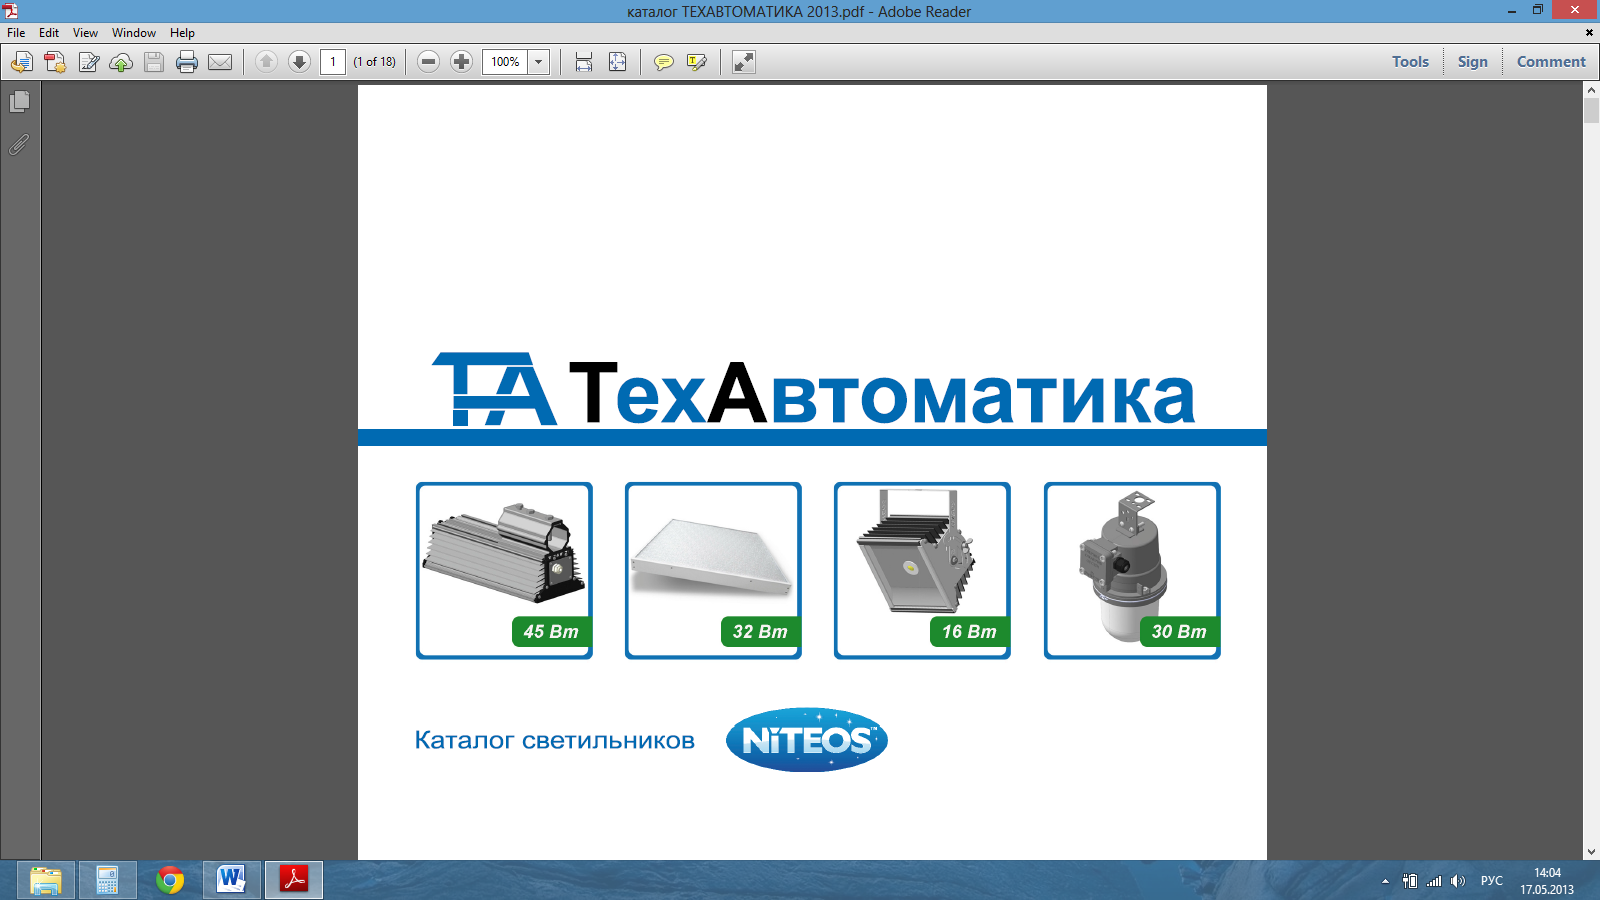 каталог ТЕХАВТОМАТИКА 2013.pdf - Adobe Reader
File Edit View Window Help
1 (1 of 18) 100% Tools Sign Comment
ТА ТехАвтоматика
45 Вт 32 Вт 16 Вт 30 Вт
Каталог светильников NiTEOS™
РУС 14:04
17.05.2013